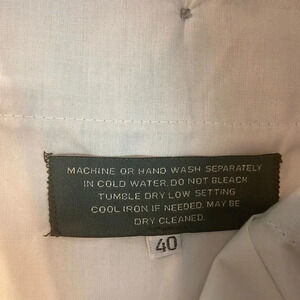 MACHINE OR HAND WASH SEPARATELY
IN COLD WATER. DO NOT BLEACK
TUMBLE DRY LOW SETTING
COOL IRON IF NEEDED. MAY BE
DRY CLEANED.
40